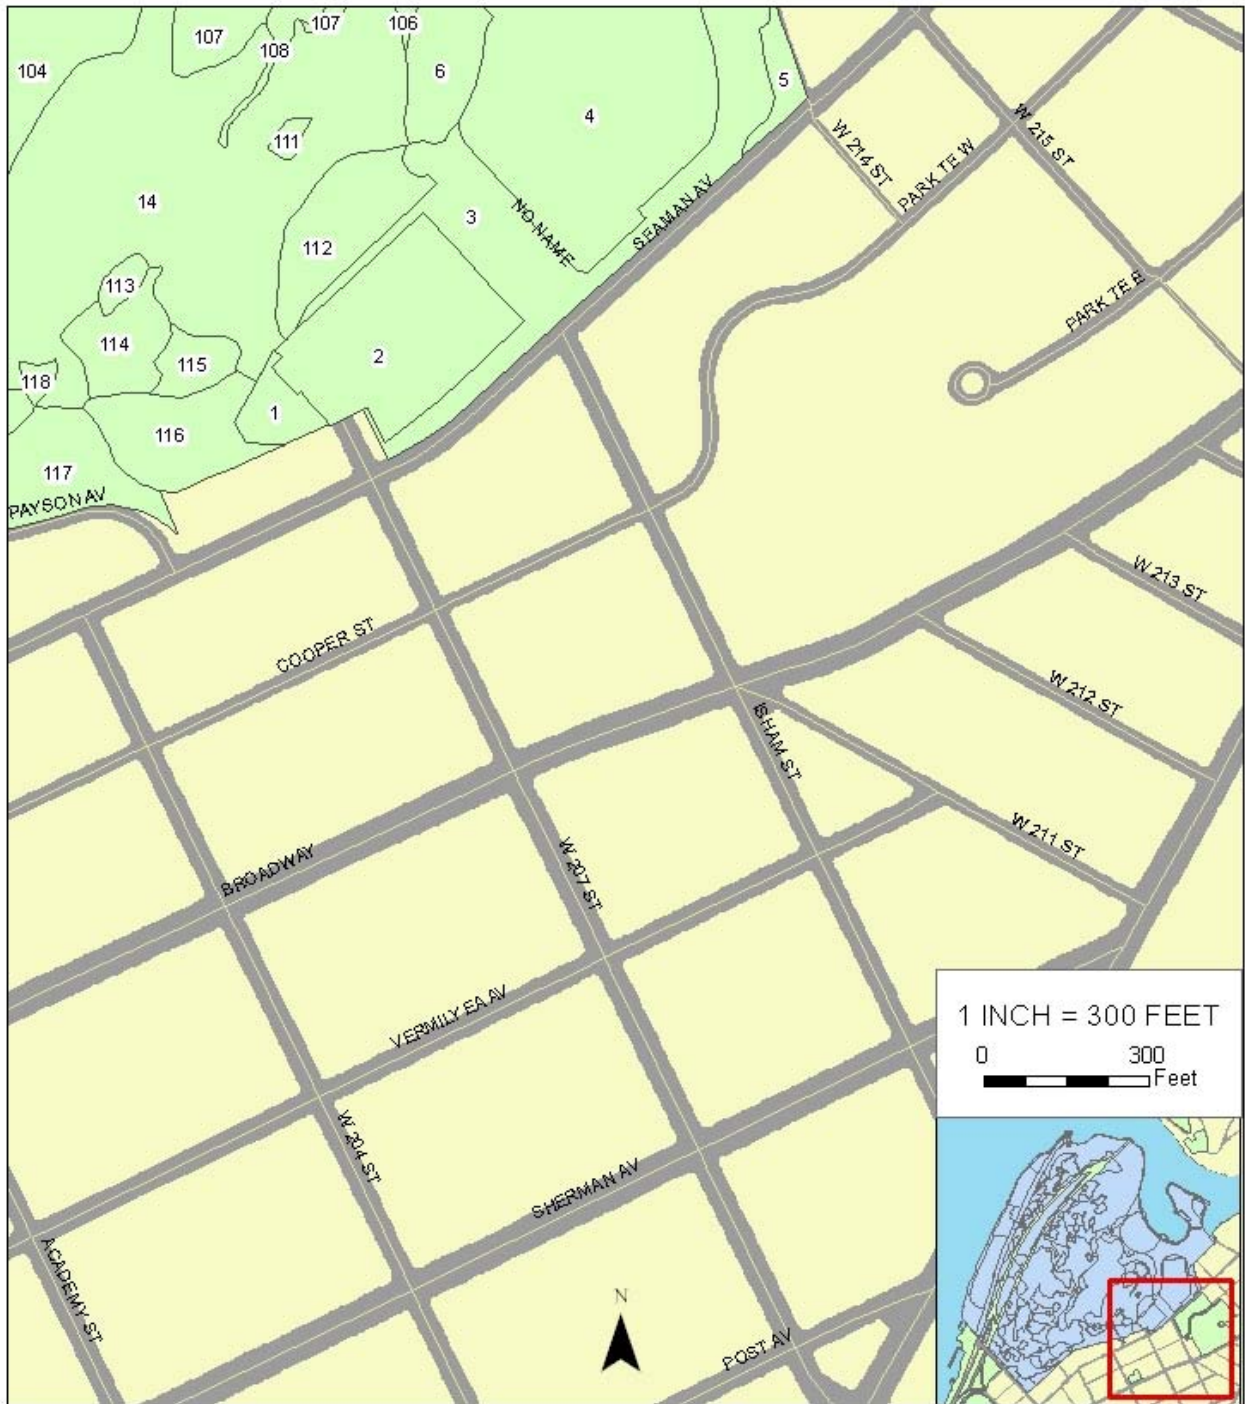 107
106
107
108
104
6
5
4
111
W 215 ST
W 214 ST
PARK TE W
14
SEAMAN AV
3
NO NAME
112
113
PARK TE E
114
2
115
118
1
116
117
PAYSON AV
W 213 ST
COOPER ST
W 212 ST
ISHAM ST
W 211 ST
BROADWAY
W 207 ST
VERMILY EA AV
1 INCH = 300 FEET
0 300
Feet
W 204 ST
SHERMAN AV
ACADEMY ST
N
POST AV